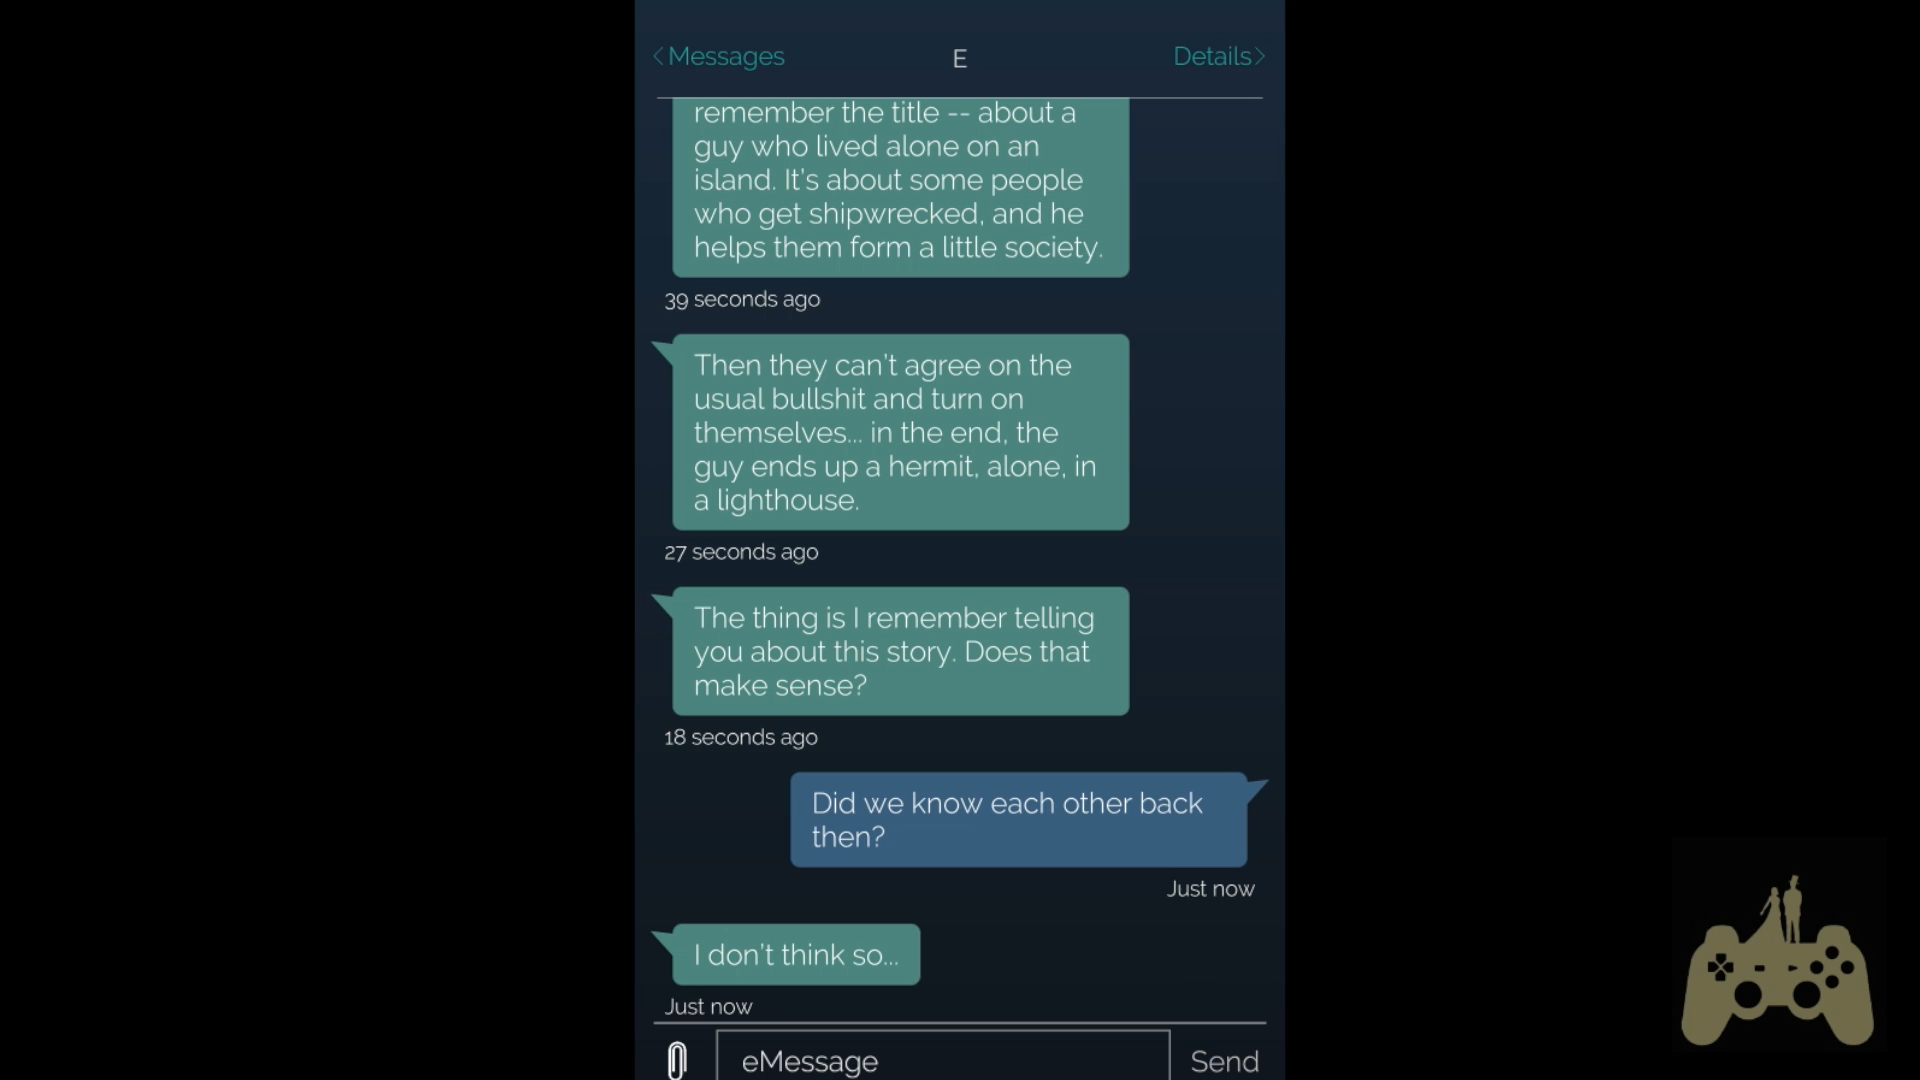 Messages
E
Details
remember the title -- about a
guy who lived alone on an
island. It's about some people
who get shipwrecked, and he
helps them form a little society.
39 seconds ago
Then they can't agree on the
usual bullshit and turn on
themselves... in the end, the
guy ends up a hermit, alone, in
a lighthouse.
27 seconds ago
The thing is I remember telling
you about this story. Does that
make sense?
18 seconds ago
Did we know each other back
then?
Just now
I don't think so...
Just now
eMessage
Send